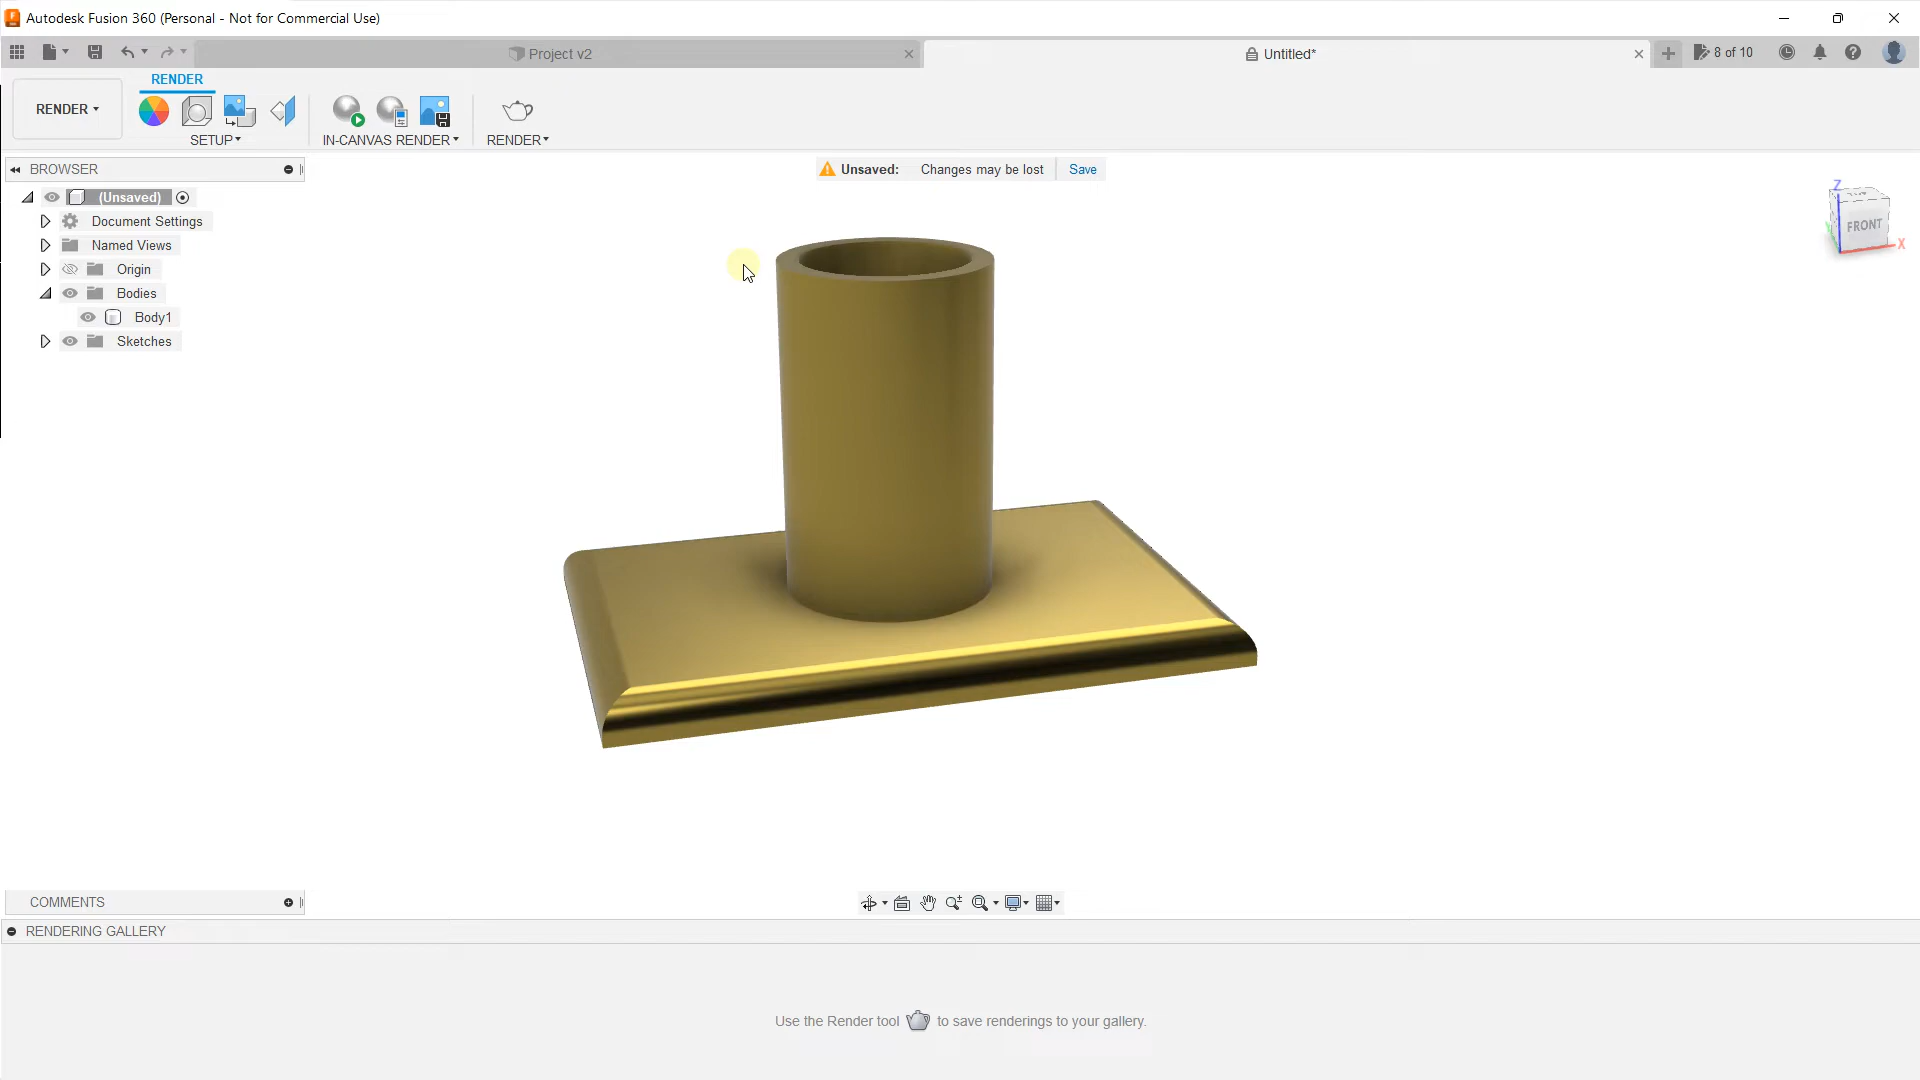 Autodesk Fusion 360 (Personal - Not for Commercial Use)
Project v2
Untitled*
8 of 10
RENDER
RENDER
SETUP
IN-CANVAS RENDER
RENDER
BROWSER
Unsaved: Changes may be lost Save
(Unsaved)
Document Settings
Named Views
Origin
Bodies
Body1
Sketches
Z
FRONT
X
COMMENTS
RENDERING GALLERY
Use the Render tool to save renderings to your gallery.